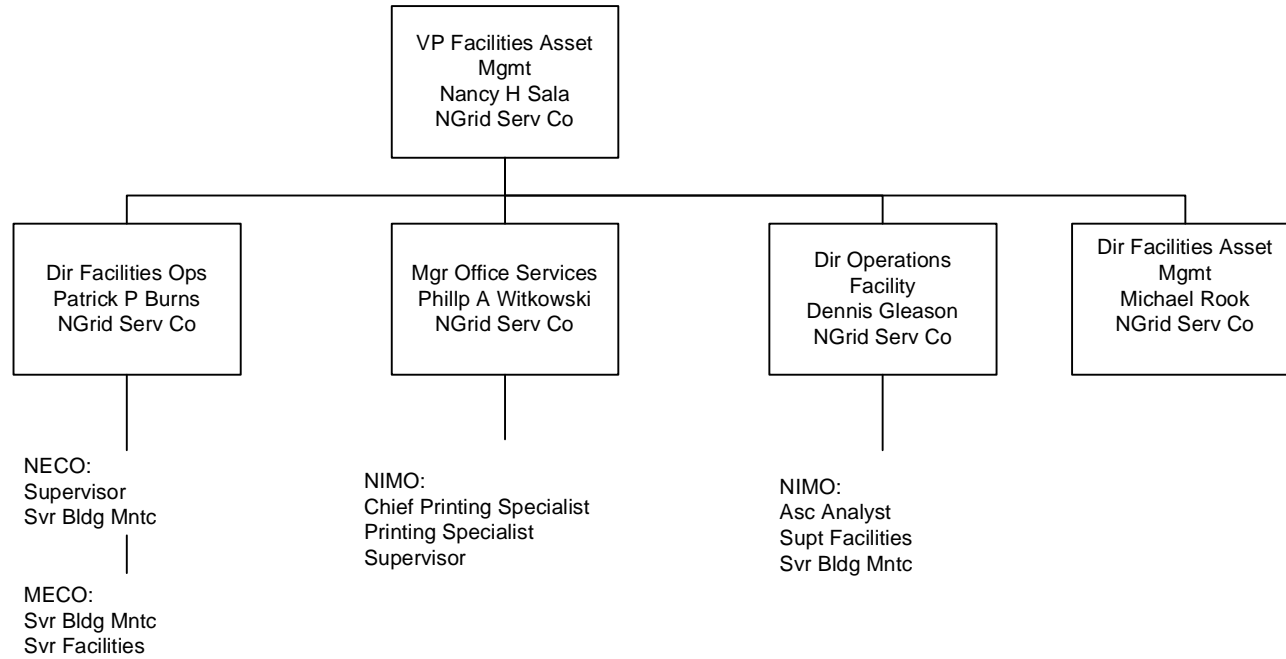 VP Facilities Asset
Mgmt
Nancy H Sala
NGrid Serv Co
Dir Facilities Ops
Patrick P Burns
NGrid Serv Co
Mgr Office Services
Phillp A Witkowski
NGrid Serv Co
Dir Operations
Facility
Dennis Gleason
NGrid Serv Co
Dir Facilities Asset
Mgmt
Michael Rook
NGrid Serv Co
NECO:
Supervisor
Svr Bldg Mntc
MECO:
Svr Bldg Mntc
Svr Facilities
NIMO:
Chief Printing Specialist
Printing Specialist
Supervisor
NIMO:
Asc Analyst
Supt Facilities
Svr Bldg Mntc